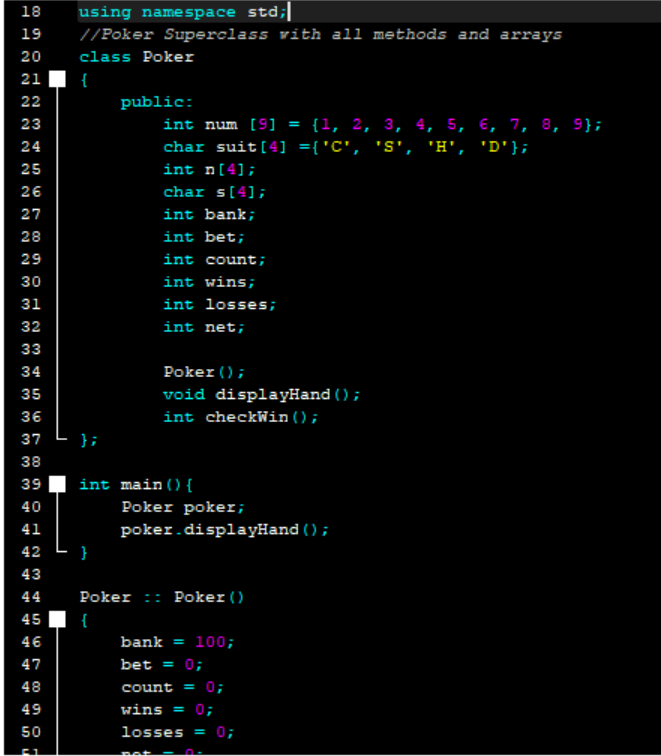 18 using namespace std;
19 //Poker Superclass with all methods and arrays
20 class Poker
21 {
22 public:
23 int num [9] = {1, 2, 3, 4, 5, 6, 7, 8, 9};
24 char suit[4] ={'C', 'S', 'H', 'D'};
25 int n[4];
26 char s[4];
27 int bank;
28 int bet;
29 int count;
30 int wins;
31 int losses;
32 int net;
33
34 Poker();
35 void displayHand();
36 int checkWin();
37 };
38
39 int main(){
40 Poker poker;
41 poker.displayHand();
42 }
43
44 Poker :: Poker()
45 {
46 bank = 100;
47 bet = 0;
48 count = 0;
49 wins = 0;
50 losses = 0;
51 net = 0;